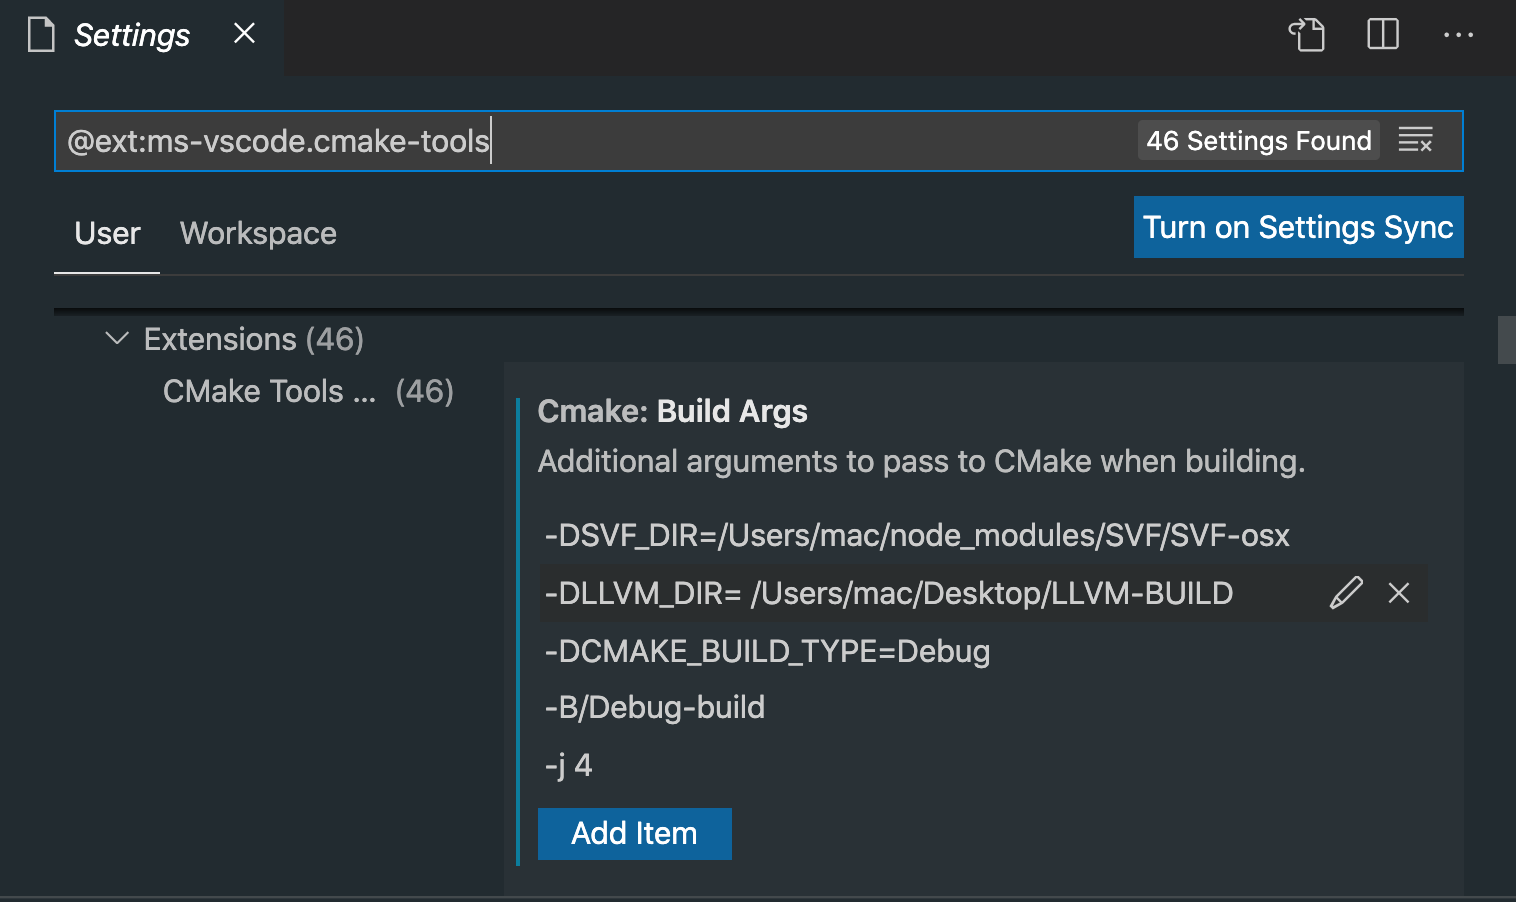 Settings
@ext:ms-vscode.cmake-tools
46 Settings Found
User Workspace
Turn on Settings Sync
Extensions (46)
CMake Tools ... (46)
Cmake: Build Args
Additional arguments to pass to CMake when building.
-DSVF_DIR=/Users/mac/node_modules/SVF/SVF-osx
-DLLVM_DIR= /Users/mac/Desktop/LLVM-BUILD
-DCMAKE_BUILD_TYPE=Debug
-B/Debug-build
-j 4
Add Item